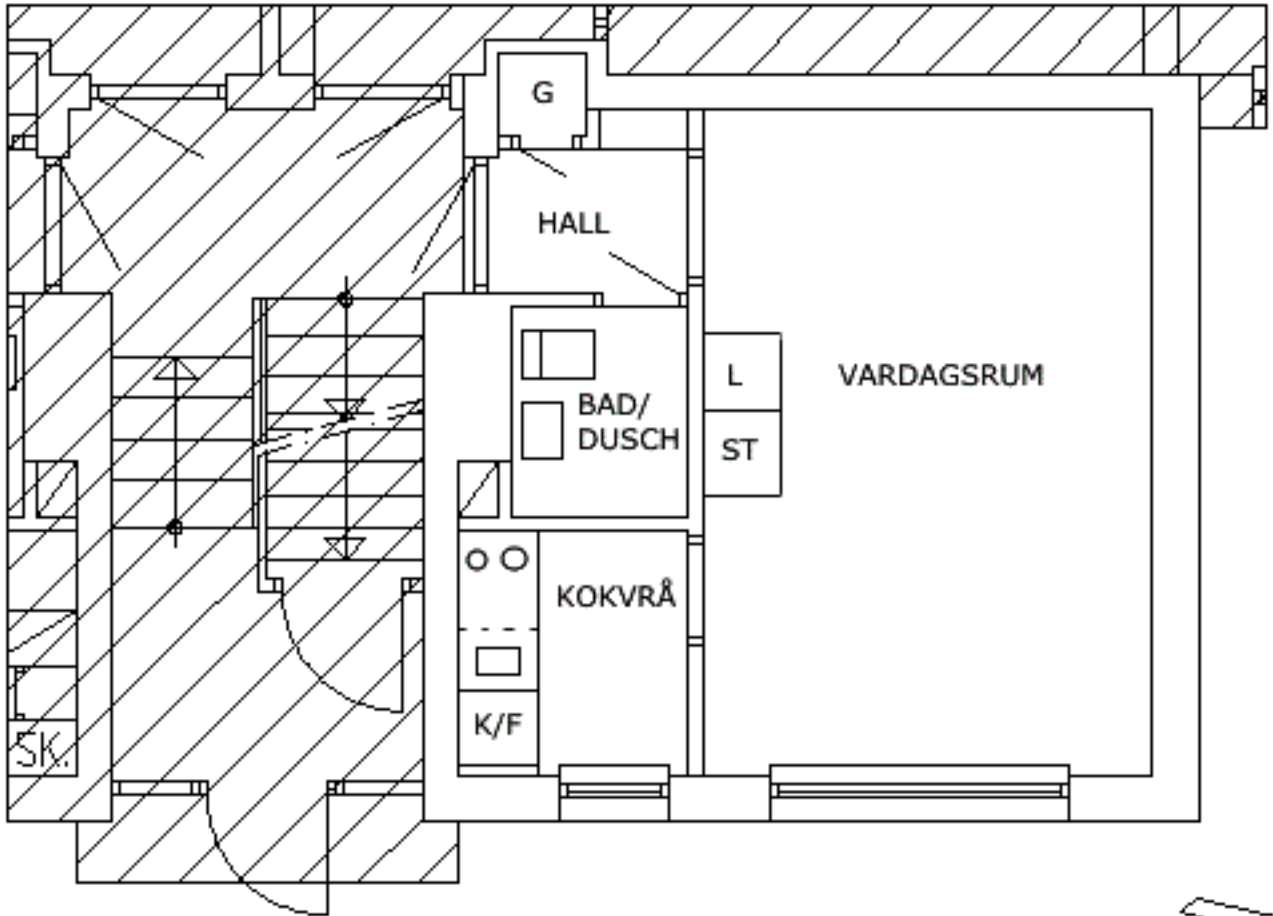 G
HALL
L
VARDAGSRUM
BAD/
DUSCH
ST
KOKVRÅ
K/F
SK.